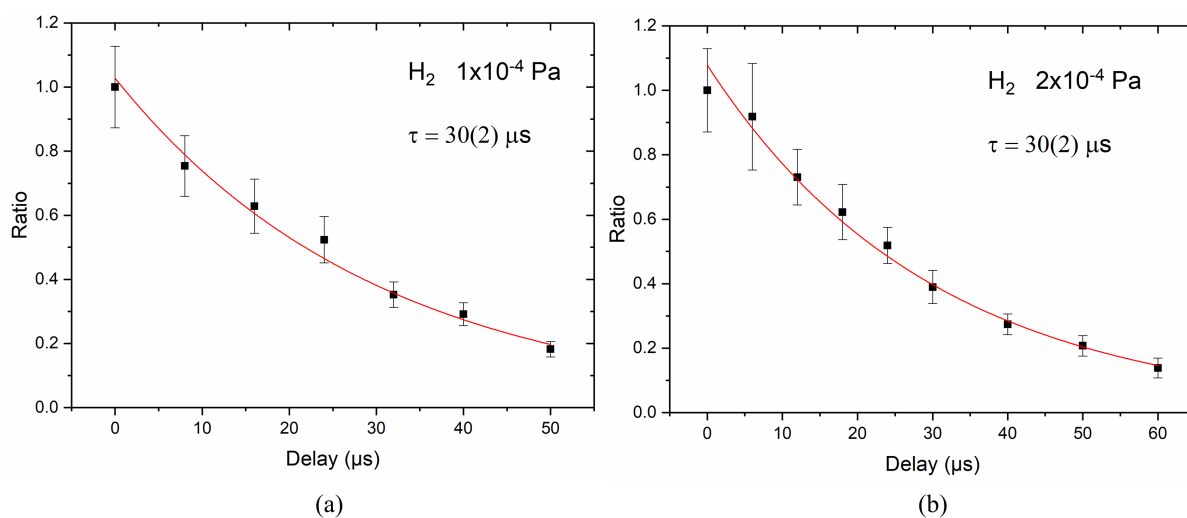 1.2
1.0
0.8
0.6
0.4
0.2
0.0
Ratio
H₂ 1x10⁻⁴ Pa
τ = 30(2) μs
0 10 20 30 40 50
Delay (μs)
(a)
1.2
1.0
0.8
0.6
0.4
0.2
0.0
Ratio
H₂ 2x10⁻⁴ Pa
τ = 30(2) μs
0 10 20 30 40 50 60
Delay (μs)
(b)